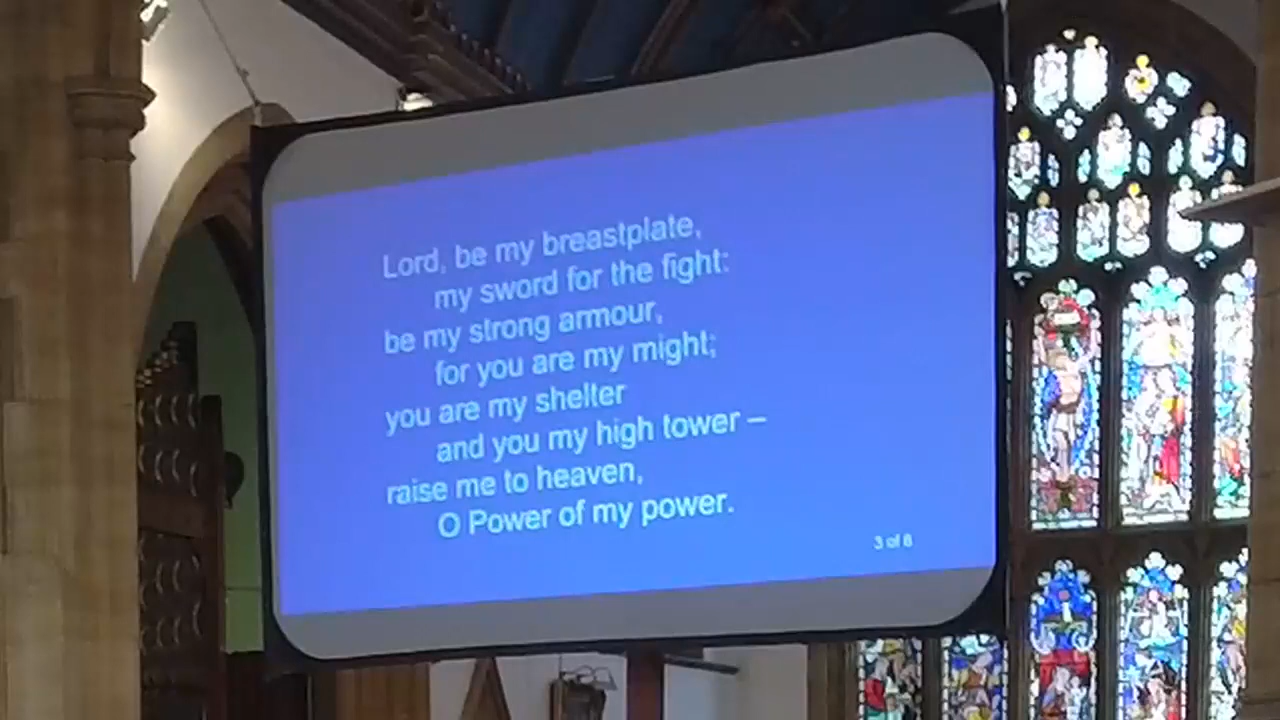 Lord, be my breastplate,
my sword for the fight:
be my strong armour,
for you are my might;
you are my shelter
and you my high tower –
raise me to heaven,
O Power of my power.
3 of 8